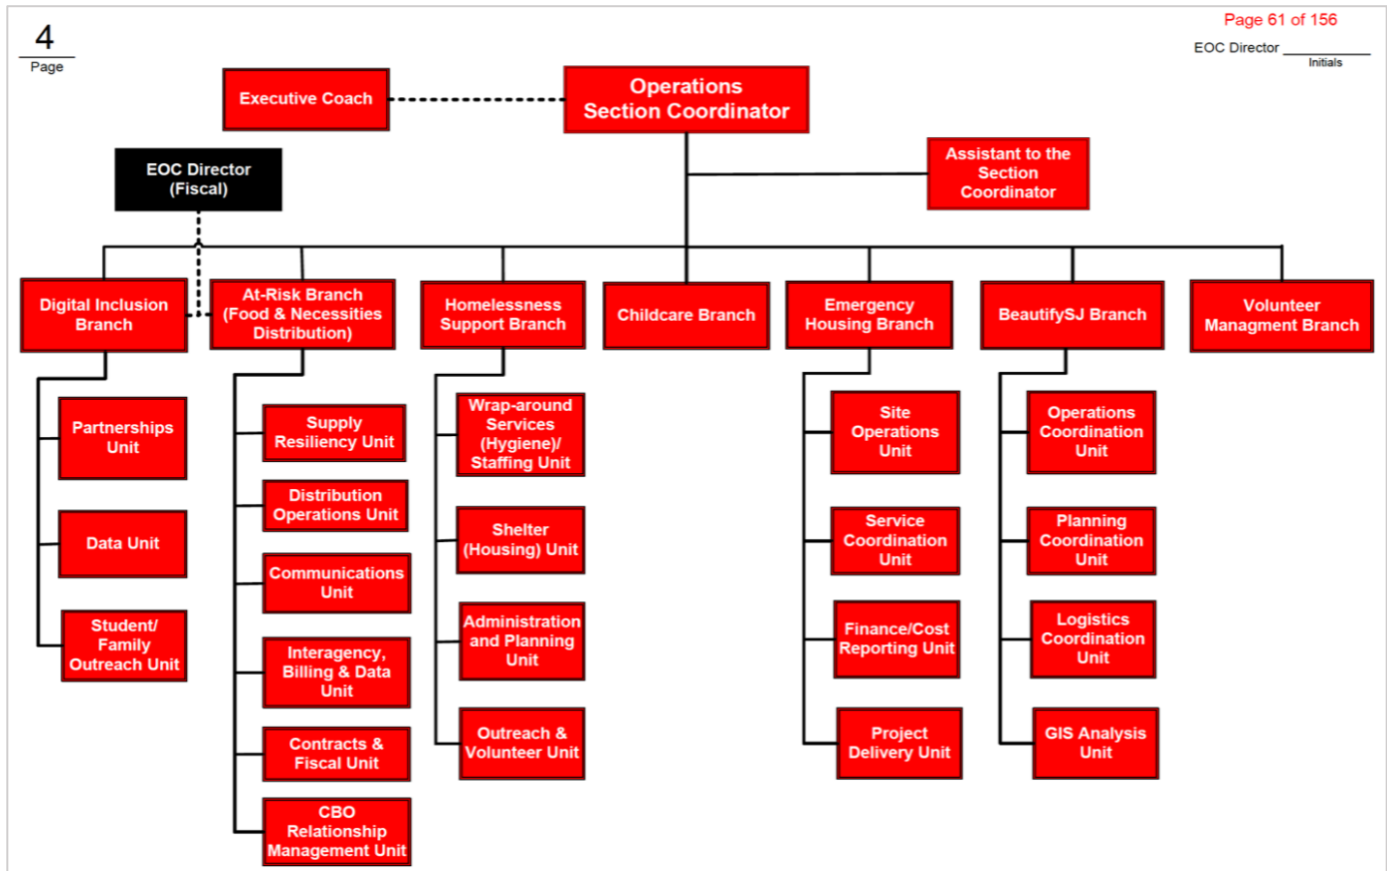 4
Page
Page 61 of 156
EOC Director
Initials
Executive Coach
Operations
Section Coordinator
EOC Director
(Fiscal)
Assistant to the
Section
Coordinator
Digital Inclusion
Branch
At-Risk Branch
(Food & Necessities
Distribution)
Homelessness
Support Branch
Childcare Branch
Emergency
Housing Branch
BeautifySJ Branch
Volunteer
Managment Branch
Partnerships
Unit
Data Unit
Student/
Family
Outreach Unit
Supply
Resiliency Unit
Distribution
Operations Unit
Communications
Unit
Interagency,
Billing & Data
Unit
Contracts &
Fiscal Unit
CBO
Relationship
Management Unit
Wrap-around
Services
(Hygiene)/
Staffing Unit
Shelter
(Housing) Unit
Administration
and Planning
Unit
Outreach &
Volunteer Unit
Site
Operations
Unit
Service
Coordination
Unit
Finance/Cost
Reporting Unit
Project
Delivery Unit
Operations
Coordination
Unit
Planning
Coordination
Unit
Logistics
Coordination
Unit
GIS Analysis
Unit